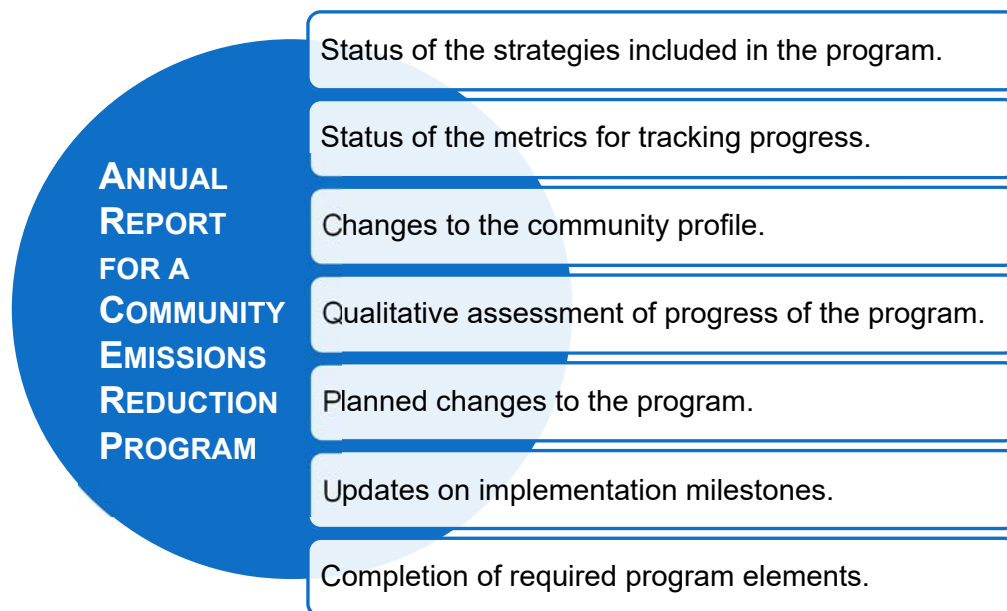 ANNUAL
REPORT
FOR A
COMMUNITY
EMISSIONS
REDUCTION
PROGRAM
Status of the strategies included in the program.
Status of the metrics for tracking progress.
Changes to the community profile.
Qualitative assessment of progress of the program.
Planned changes to the program.
Updates on implementation milestones.
Completion of required program elements.